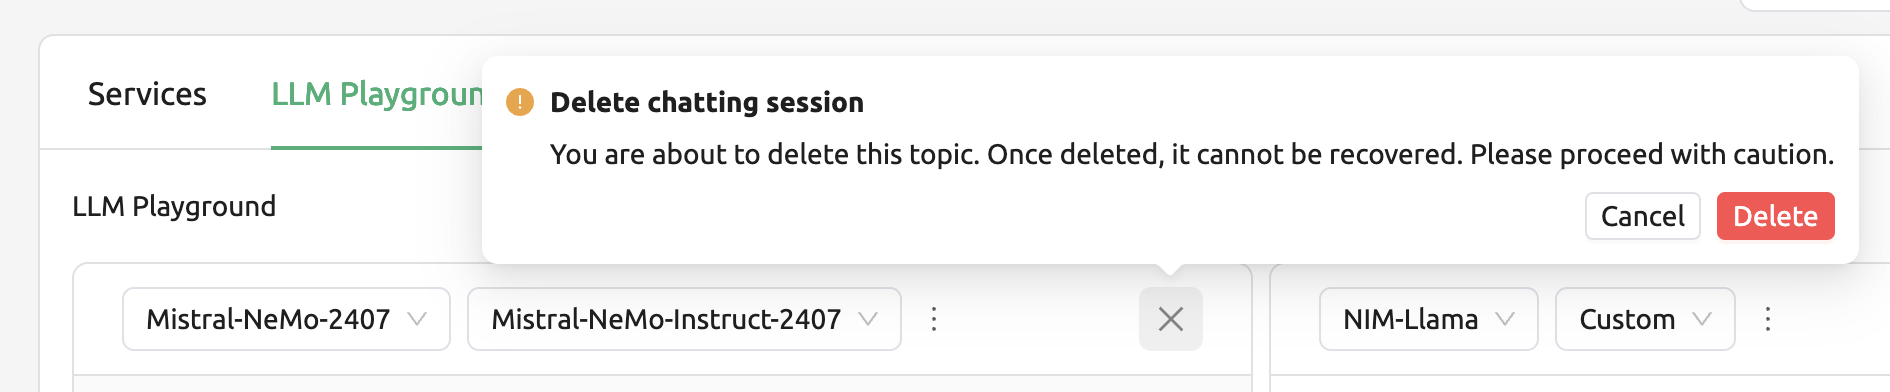 Services
LLM Playgroun
Delete chatting session
You are about to delete this topic. Once deleted, it cannot be recovered. Please proceed with caution.
Cancel
Delete
LLM Playground
Mistral-NeMo-2407
Mistral-NeMo-Instruct-2407
NIM-Llama
Custom